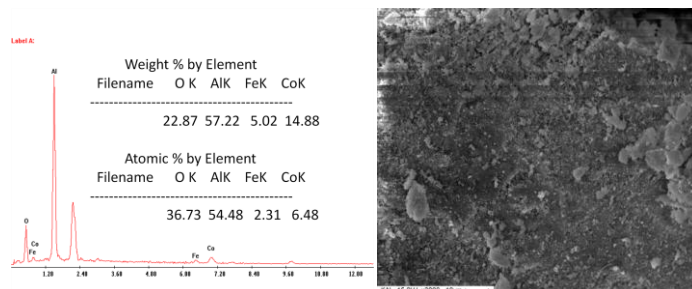 Label A:
Weight % by Element
Filename O K AlK FeK CoK
----------------------------------------------
22.87 57.22 5.02 14.88
Atomic % by Element
Filename O K AlK FeK CoK
----------------------------------------------
36.73 54.48 2.31 6.48
Al
O
Co
Fe
Fe
Co
1.20 2.40 3.60 4.80 6.00 7.20 8.40 9.60 10.80 12.00